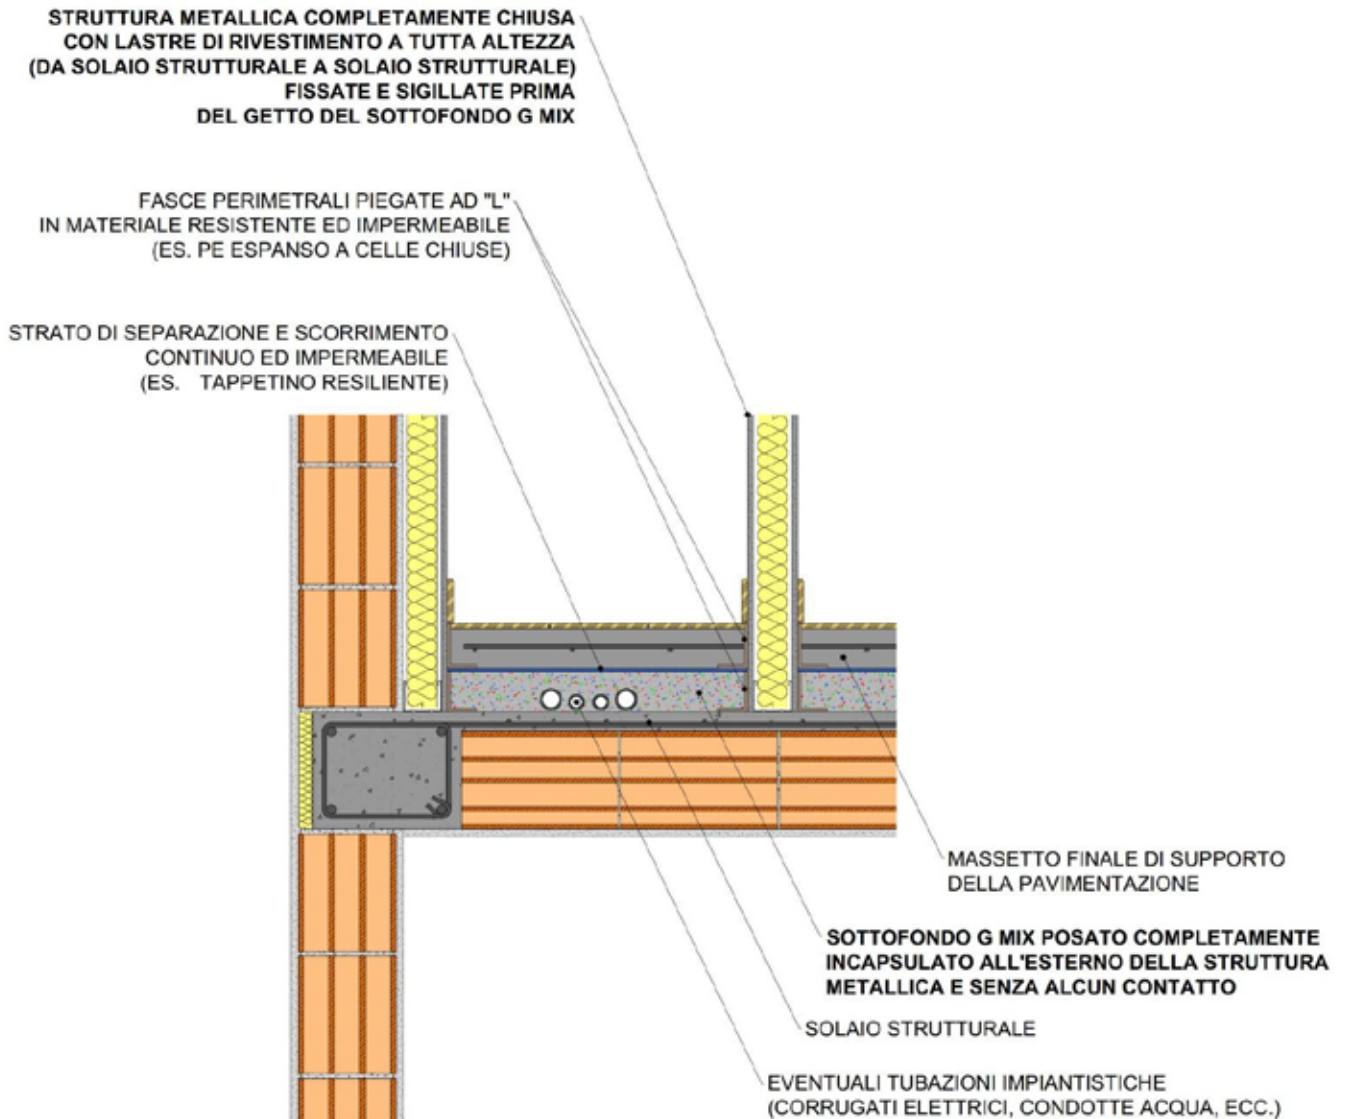 STRUTTURA METALLICA COMPLETAMENTE CHIUSA
CON LASTRE DI RIVESTIMENTO A TUTTA ALTEZZA
(DA SOLAIO STRUTTURALE A SOLAIO STRUTTURALE)
FISSATE E SIGILLATE PRIMA
DEL GETTO DEL SOTTOFONDO G MIX
FASCE PERIMETRALI PIEGATE AD "L"
IN MATERIALE RESISTENTE ED IMPERMEABILE
(ES. PE ESPANSO A CELLE CHIUSE)
STRATO DI SEPARAZIONE E SCORRIMENTO
CONTINUO ED IMPERMEABILE
(ES. TAPPETINO RESILIENTE)
MASSETTO FINALE DI SUPPORTO
DELLA PAVIMENTAZIONE
SOTTOFONDO G MIX POSATO COMPLETAMENTE
INCAPSULATO ALL'ESTERNO DELLA STRUTTURA
METALLICA E SENZA ALCUN CONTATTO
SOLAIO STRUTTURALE
EVENTUALI TUBAZIONI IMPIANTISTICHE
(CORRUGATI ELETTRICI, CONDOTTE ACQUA, ECC.)